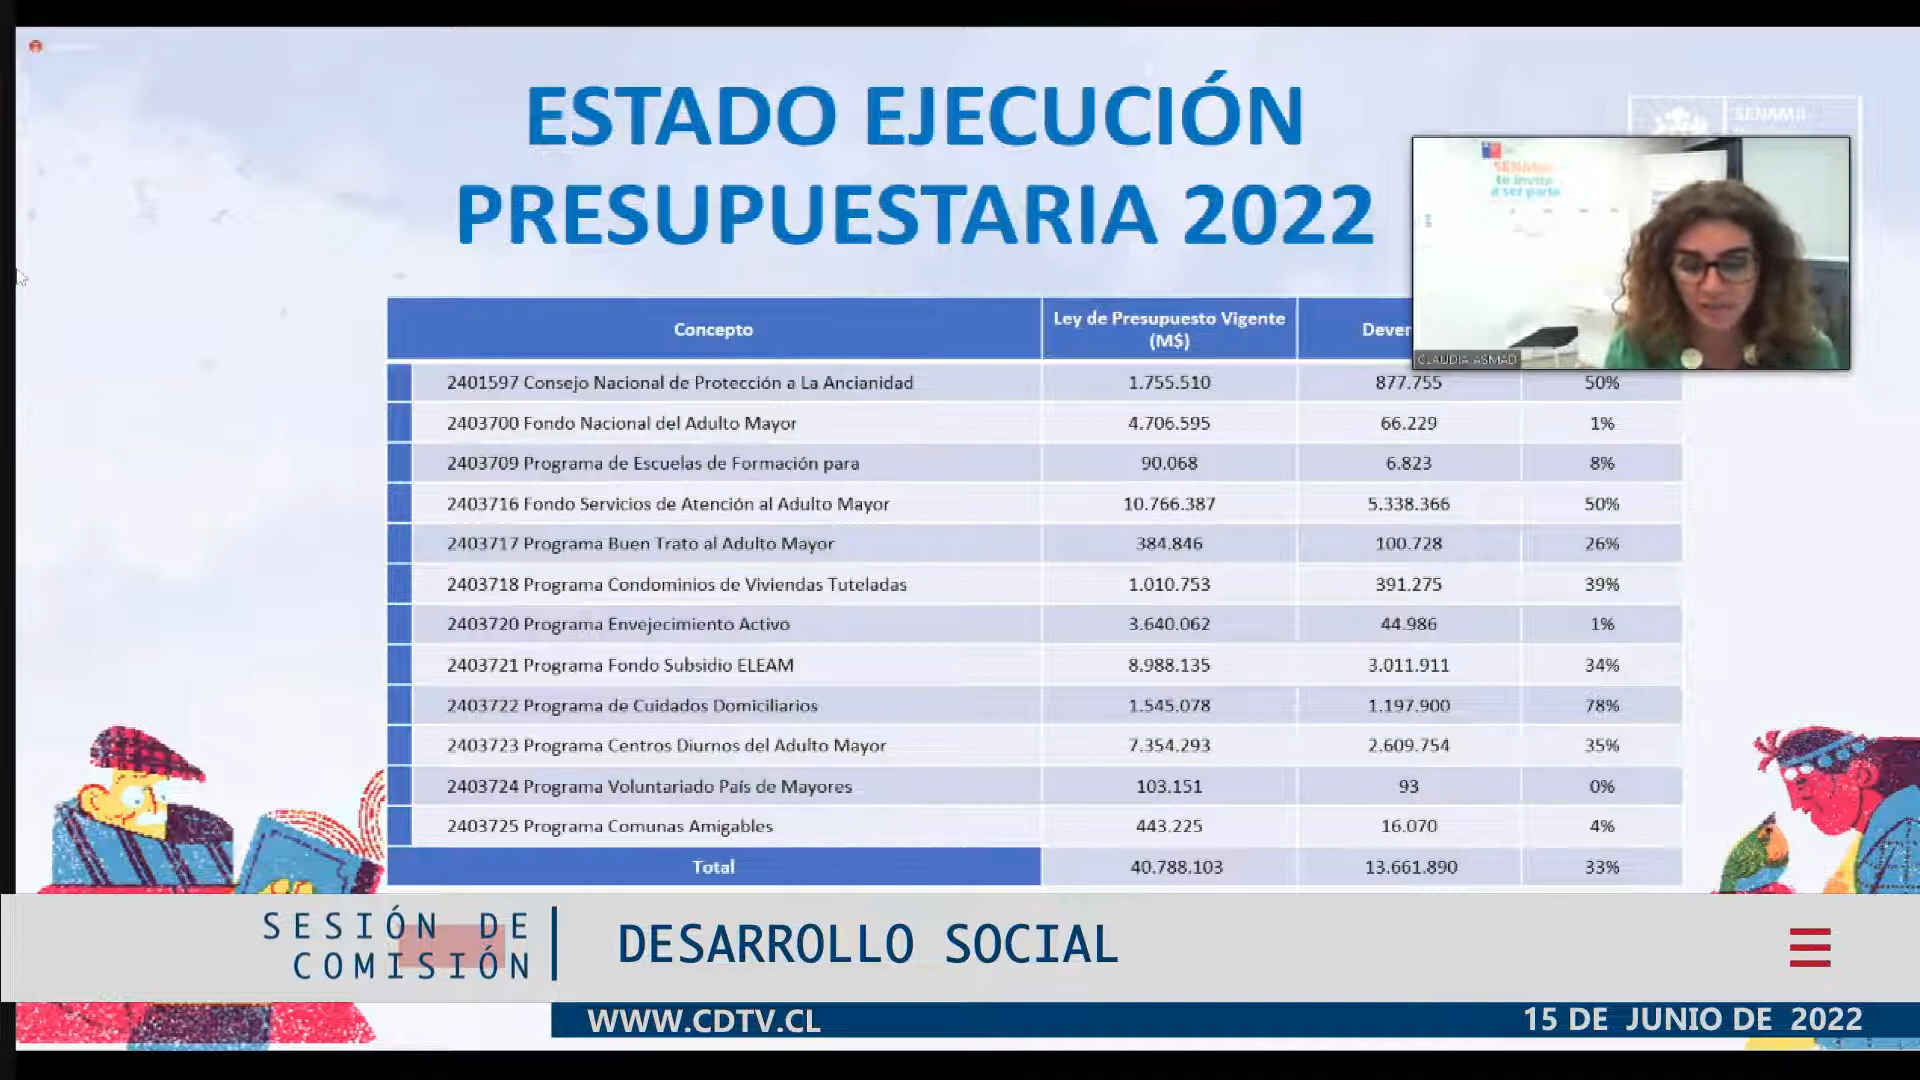 ESTADO EJECUCIÓN
PRESUPUESTARIA 2022
SENAMA
te invita
a ser parte
CLAUDIA ASMAD
Concepto
Ley de Presupuesto Vigente
(M$)
2401597 Consejo Nacional de Protección a La Ancianidad 1.755.510 877.755 50%
2403700 Fondo Nacional del Adulto Mayor 4.706.595 66.229 1%
2403709 Programa de Escuelas de Formación para 90.068 6.823 8%
2403716 Fondo Servicios de Atención al Adulto Mayor 10.766.387 5.338.366 50%
2403717 Programa Buen Trato al Adulto Mayor 384.846 100.728 26%
2403718 Programa Condominios de Viviendas Tuteladas 1.010.753 391.275 39%
2403720 Programa Envejecimiento Activo 3.640.062 44.986 1%
2403721 Programa Fondo Subsidio ELEAM 8.988.135 3.011.911 34%
2403722 Programa de Cuidados Domiciliarios 1.545.078 1.197.900 78%
2403723 Programa Centros Diurnos del Adulto Mayor 7.354.293 2.609.754 35%
2403724 Programa Voluntariado País de Mayores 103.151 93 0%
2403725 Programa Comunas Amigables 443.225 16.070 4%
Total 40.788.103 13.661.890 33%
SESIÓN DE
COMISIÓN
DESARROLLO SOCIAL
WWW.CDTV.CL
15 DE JUNIO DE 2022